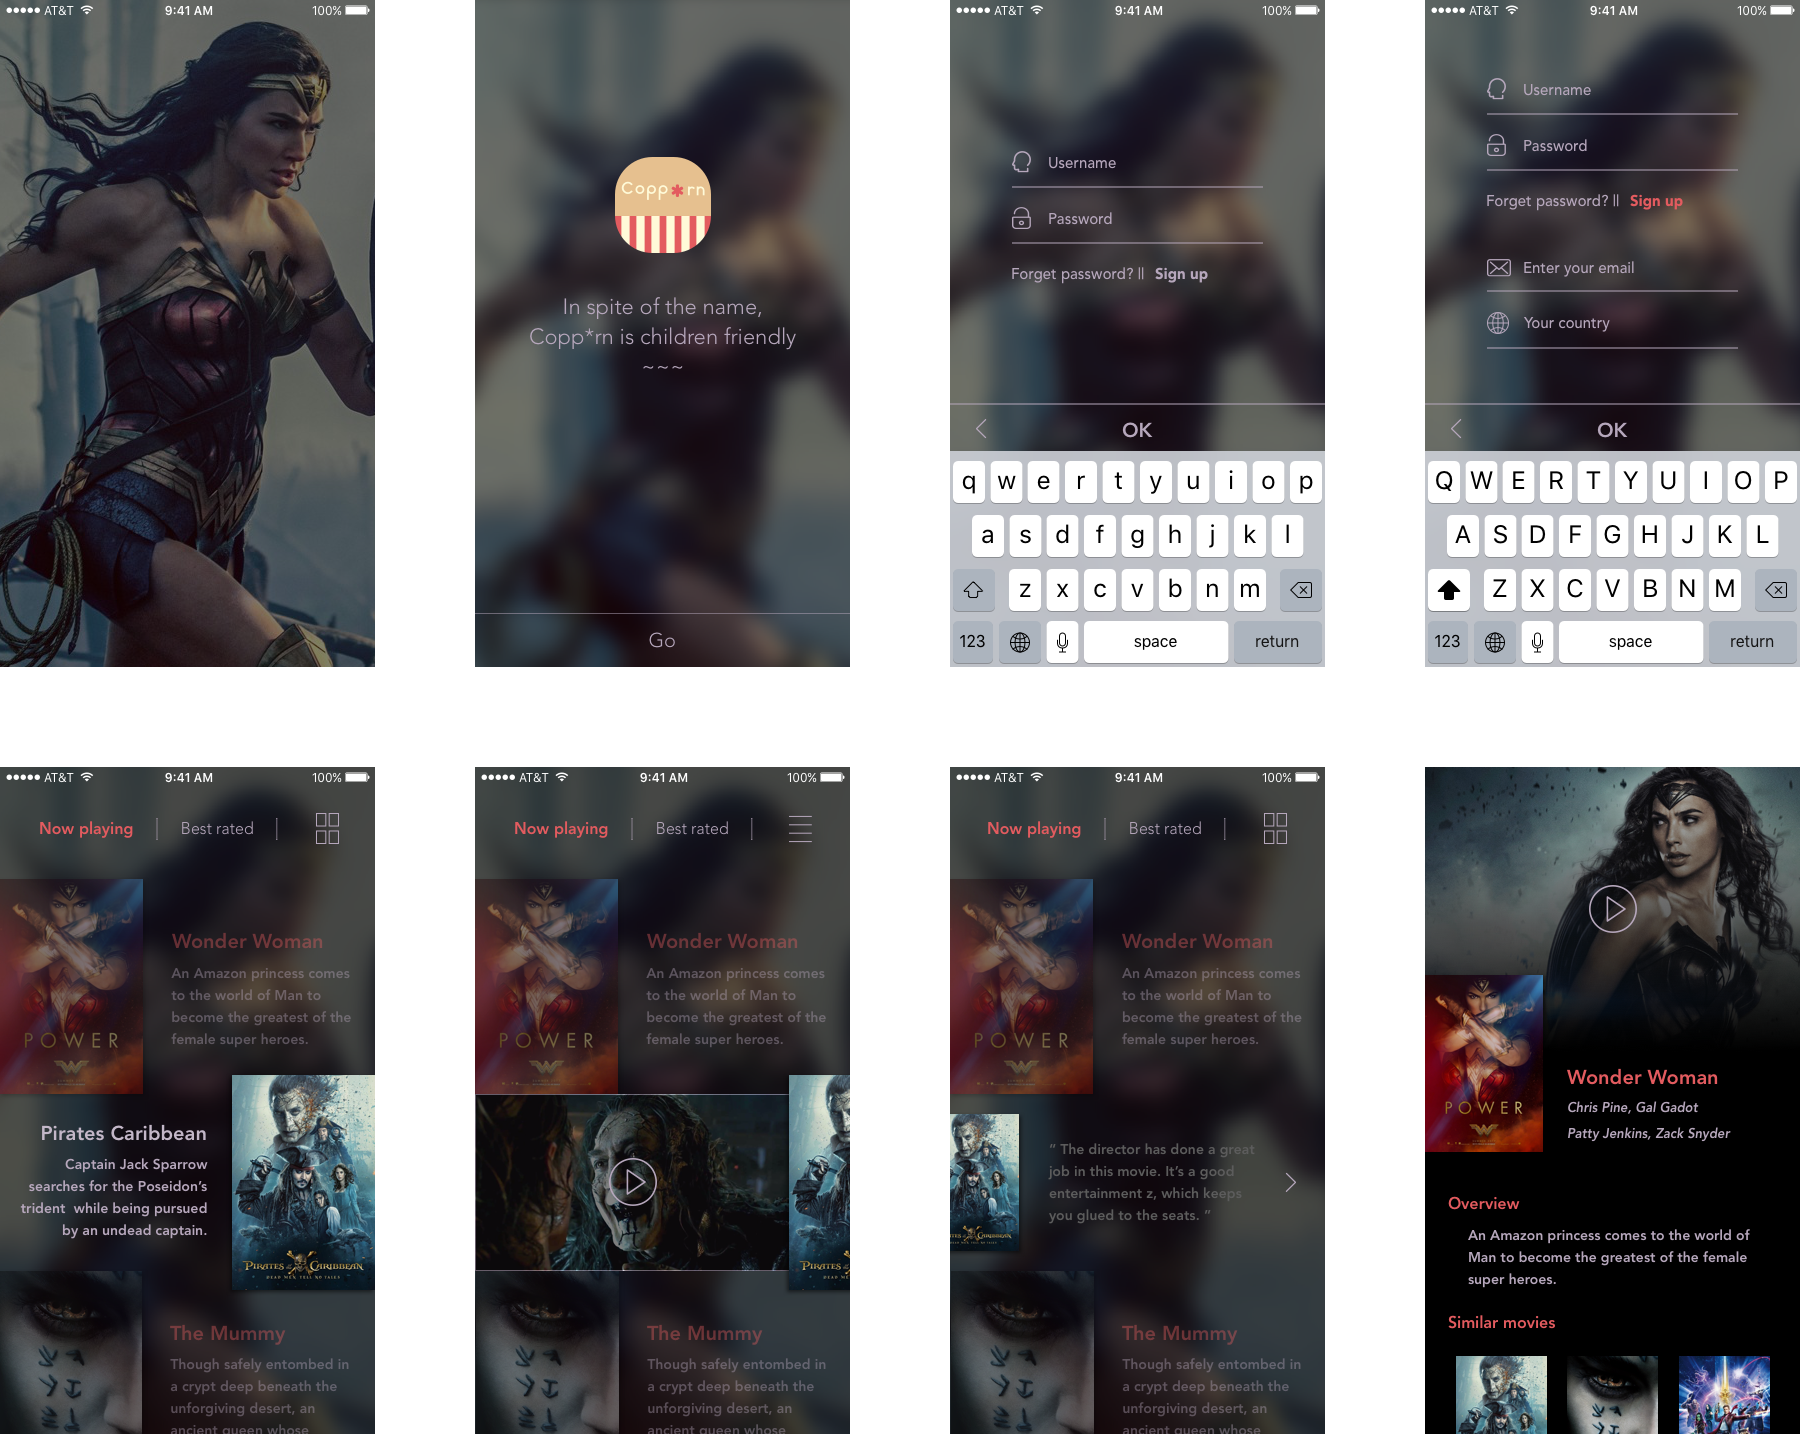 AT&T 9:41 AM 100%
Copp*rn
In spite of the name,
Copp*rn is children friendly
~~~
Go
AT&T 9:41 AM 100%
Username
Password
Forget password? || Sign up
OK
q w e r t y u i o p
a s d f g h j k l
z x c v b n m
123 space return
AT&T 9:41 AM 100%
Username
Password
Forget password? || Sign up
Enter your email
Your country
OK
Q W E R T Y U I O P
A S D F G H J K L
Z X C V B N M
123 space return
AT&T 9:41 AM 100%
Now playing | Best rated |
POWER
Wonder Woman
An Amazon princess comes
to the world of Man to
become the greatest of the
female super heroes.
Pirates Caribbean
Captain Jack Sparrow
searches for the Poseidon's
trident while being pursued
by an undead captain.
PIRATES of the CARIBBEAN
DEAD MEN TELL NO TALES
The Mummy
Though safely entombed in
a crypt deep beneath the
unforgiving desert, an
ancient queen whose
AT&T 9:41 AM 100%
Now playing | Best rated |
POWER
Wonder Woman
An Amazon princess comes
to the world of Man to
become the greatest of the
female super heroes.
The Mummy
Though safely entombed in
a crypt deep beneath the
unforgiving desert, an
ancient queen whose
AT&T 9:41 AM 100%
Now playing | Best rated |
POWER
Wonder Woman
An Amazon princess comes
to the world of Man to
become the greatest of the
female super heroes.
" The director has done a great
job in this movie. It's a good
entertainment z, which keeps
you glued to the seats. "
The Mummy
Though safely entombed in
a crypt deep beneath the
unforgiving desert, an
ancient queen whose
POWER
Wonder Woman
Chris Pine, Gal Gadot
Patty Jenkins, Zack Snyder
Overview
An Amazon princess comes to the world of
Man to become the greatest of the female
super heroes.
Similar movies